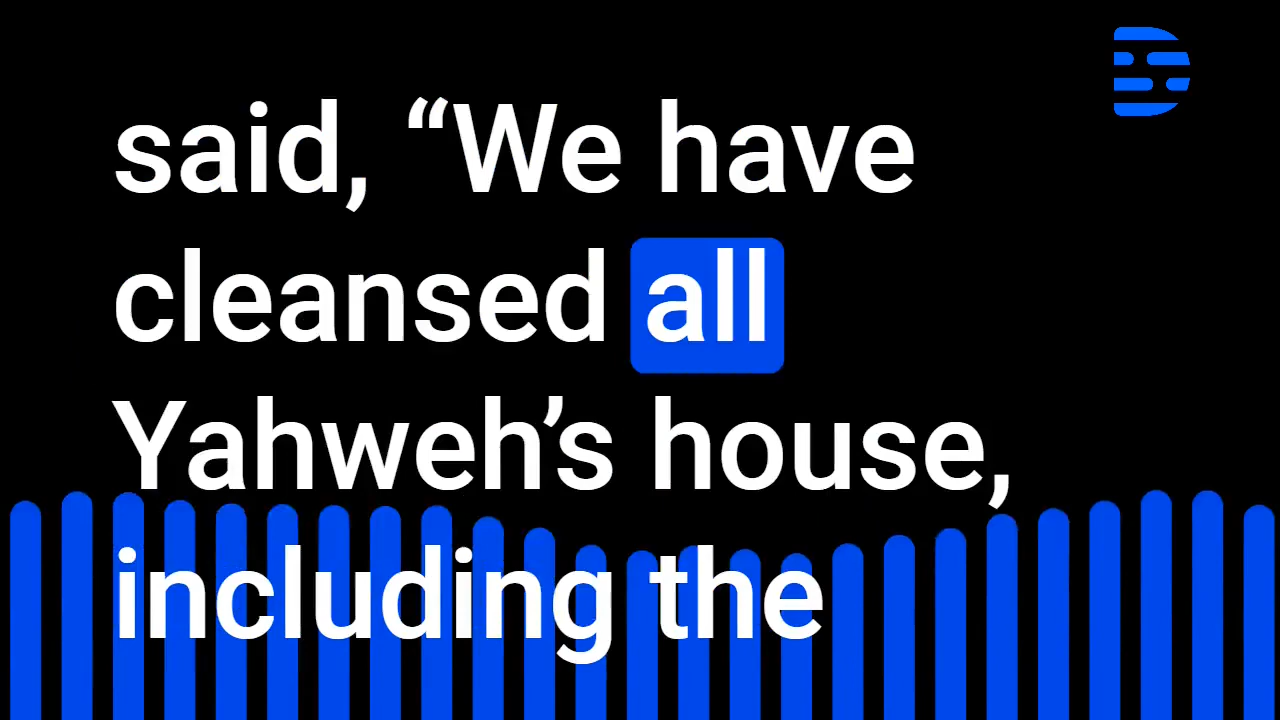 said, “We have
cleansed all
Yahweh’s house,
including the